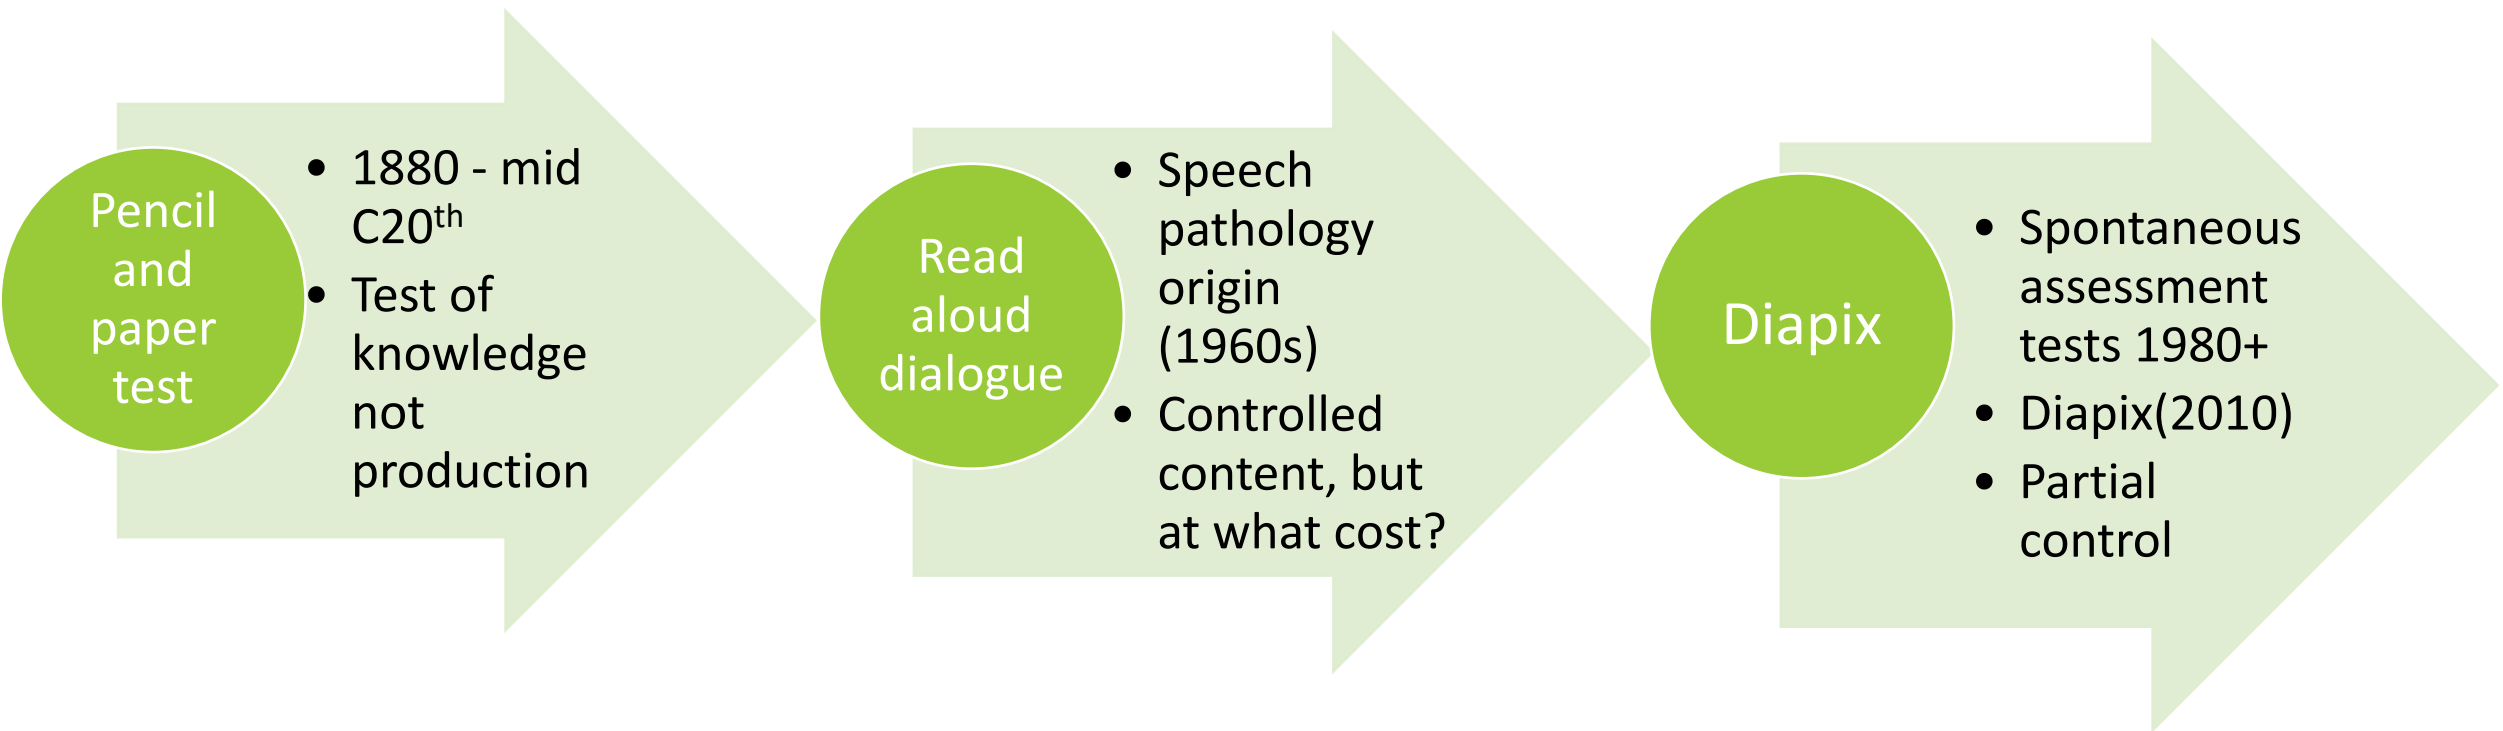 Pencil
and
paper
test
• 1880 - mid
C20ᵗʰ
• Test of
knowledge
not
production
Read
aloud
dialogue
• Speech
pathology
origin
(1960s)
• Controlled
content, but
at what cost?
Diapix
• Spontaneous
assessment
tests 1980+
• Diapix(2010)
• Partial
control